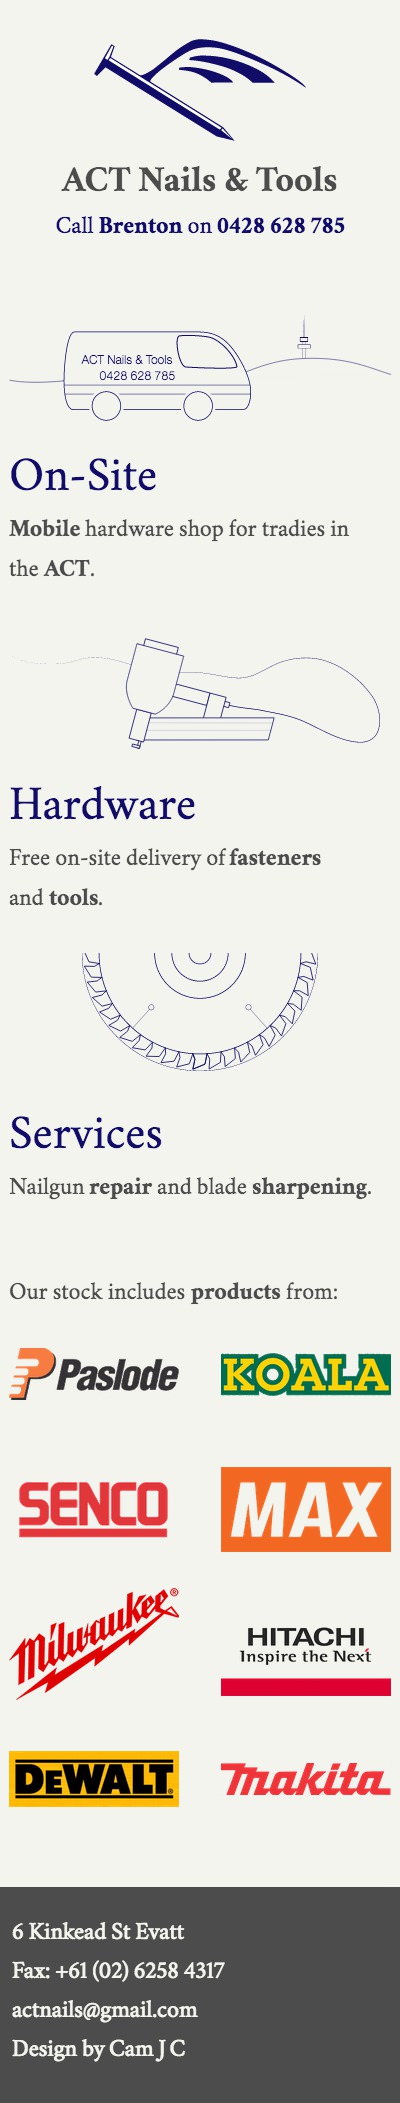 ACT Nails & Tools
Call Brenton on 0428 628 785
ACT Nails & Tools
0428 628 785
On-Site
Mobile hardware shop for tradies in
the ACT.
Hardware
Free on-site delivery of fasteners
and tools.
Services
Nailgun repair and blade sharpening.
Our stock includes products from:
Paslode
KOALA
SENCO
MAX
Milwaukee®
HITACHI
Inspire the Next
DEWALT®
makita
6 Kinkead St Evatt
Fax: +61 (02) 6258 4317
actnails@gmail.com
Design by Cam J C